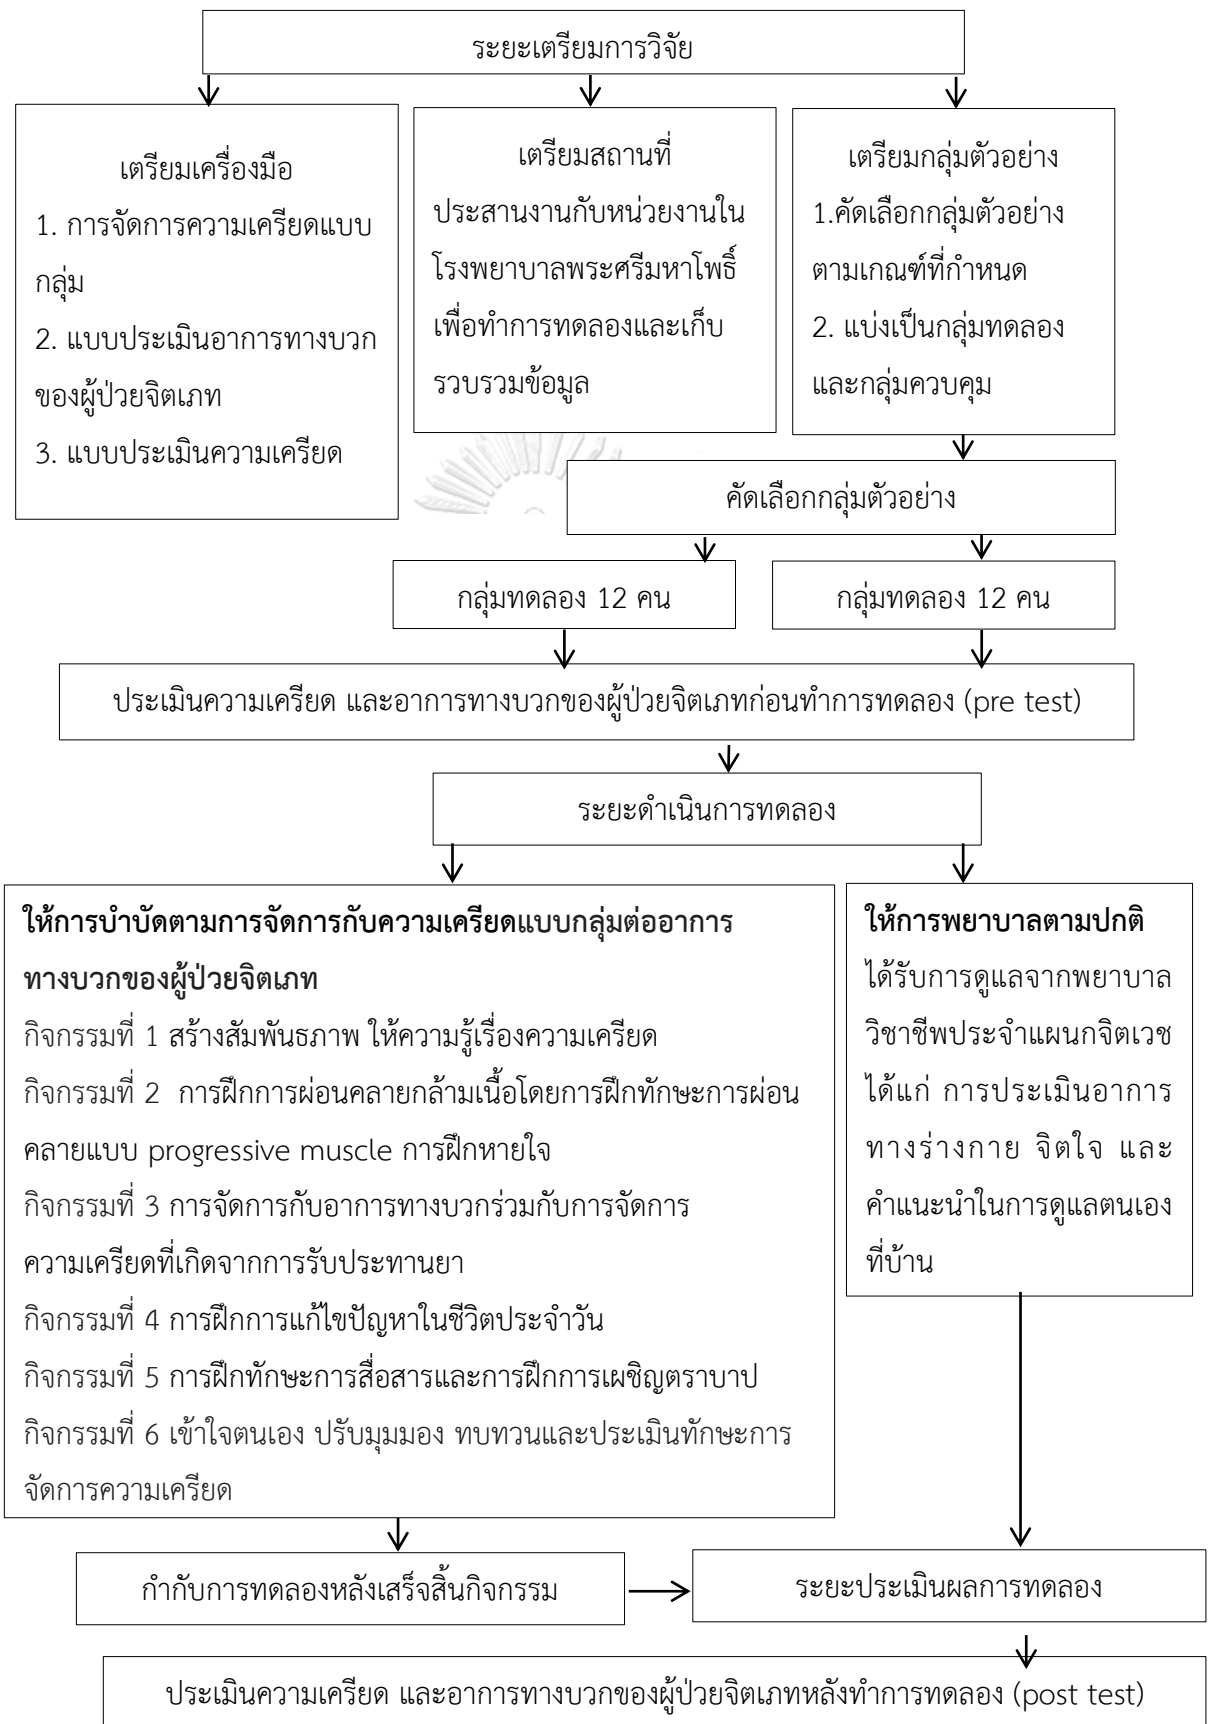 ระยะเตรียมการวิจัย
เตรียมเครื่องมือ
1. การจัดการความเครียดแบบ
กลุ่ม
2. แบบประเมินอาการทางบวก
ของผู้ป่วยจิตเภท
3. แบบประเมินความเครียด
เตรียมสถานที่
ประสานงานกับหน่วยงานใน
โรงพยาบาลพระศรีมหาโพธิ์
เพื่อทำการทดลองและเก็บ
รวบรวมข้อมูล
เตรียมกลุ่มตัวอย่าง
1.คัดเลือกกลุ่มตัวอย่าง
ตามเกณฑ์ที่กำหนด
2. แบ่งเป็นกลุ่มทดลอง
และกลุ่มควบคุม
คัดเลือกกลุ่มตัวอย่าง
กลุ่มทดลอง 12 คน
กลุ่มทดลอง 12 คน
ประเมินความเครียด และอาการทางบวกของผู้ป่วยจิตเภทก่อนทำการทดลอง (pre test)
ระยะดำเนินการทดลอง
ให้การบำบัดตามการจัดการกับความเครียดแบบกลุ่มต่ออาการ
ทางบวกของผู้ป่วยจิตเภท
กิจกรรมที่ 1 สร้างสัมพันธภาพ ให้ความรู้เรื่องความเครียด
กิจกรรมที่ 2 การฝึกการผ่อนคลายกล้ามเนื้อโดยการฝึกทักษะการผ่อน
คลายแบบ progressive muscle การฝึกหายใจ
กิจกรรมที่ 3 การจัดการกับอาการทางบวกร่วมกับการจัดการ
ความเครียดที่เกิดจากการรับประทานยา
กิจกรรมที่ 4 การฝึกการแก้ไขปัญหาในชีวิตประจำวัน
กิจกรรมที่ 5 การฝึกทักษะการสื่อสารและการฝึกการเผชิญตราบาป
กิจกรรมที่ 6 เข้าใจตนเอง ปรับมุมมอง ทบทวนและประเมินทักษะการ
จัดการความเครียด
ให้การพยาบาลตามปกติ
ได้รับการดูแลจากพยาบาล
วิชาชีพประจำแผนกจิตเวช
ได้แก่ การประเมินอาการ
ทางร่างกาย จิตใจ และ
คำแนะนำในการดูแลตนเอง
ที่บ้าน
กำกับการทดลองหลังเสร็จสิ้นกิจกรรม
ระยะประเมินผลการทดลอง
ประเมินความเครียด และอาการทางบวกของผู้ป่วยจิตเภทหลังทำการทดลอง (post test)